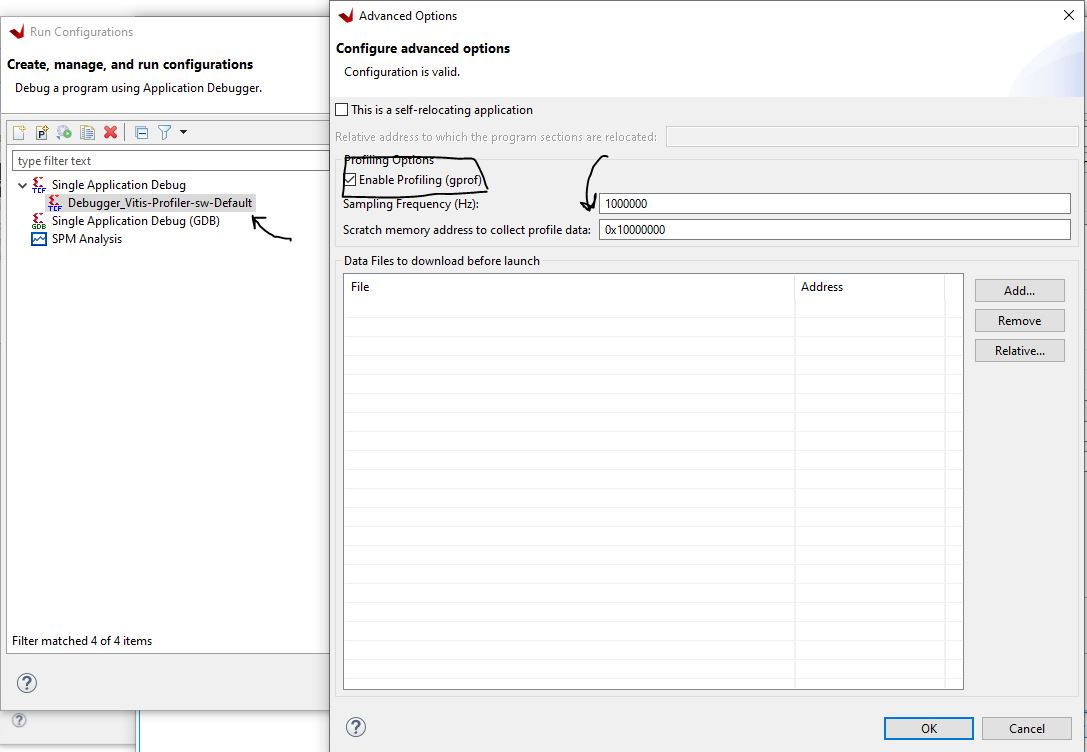 Run Configurations
Create, manage, and run configurations
Debug a program using Application Debugger.
type filter text
Single Application Debug
Debugger_Vitis-Profiler-sw-Default
Single Application Debug (GDB)
SPM Analysis
Filter matched 4 of 4 items
Advanced Options
Configure advanced options
Configuration is valid.
This is a self-relocating application
Relative address to which the program sections are relocated:
Profiling Options
Enable Profiling (gprof)
Sampling Frequency (Hz): 1000000
Scratch memory address to collect profile data: 0x10000000
Data Files to download before launch
File Address
Add...
Remove
Relative...
OK Cancel